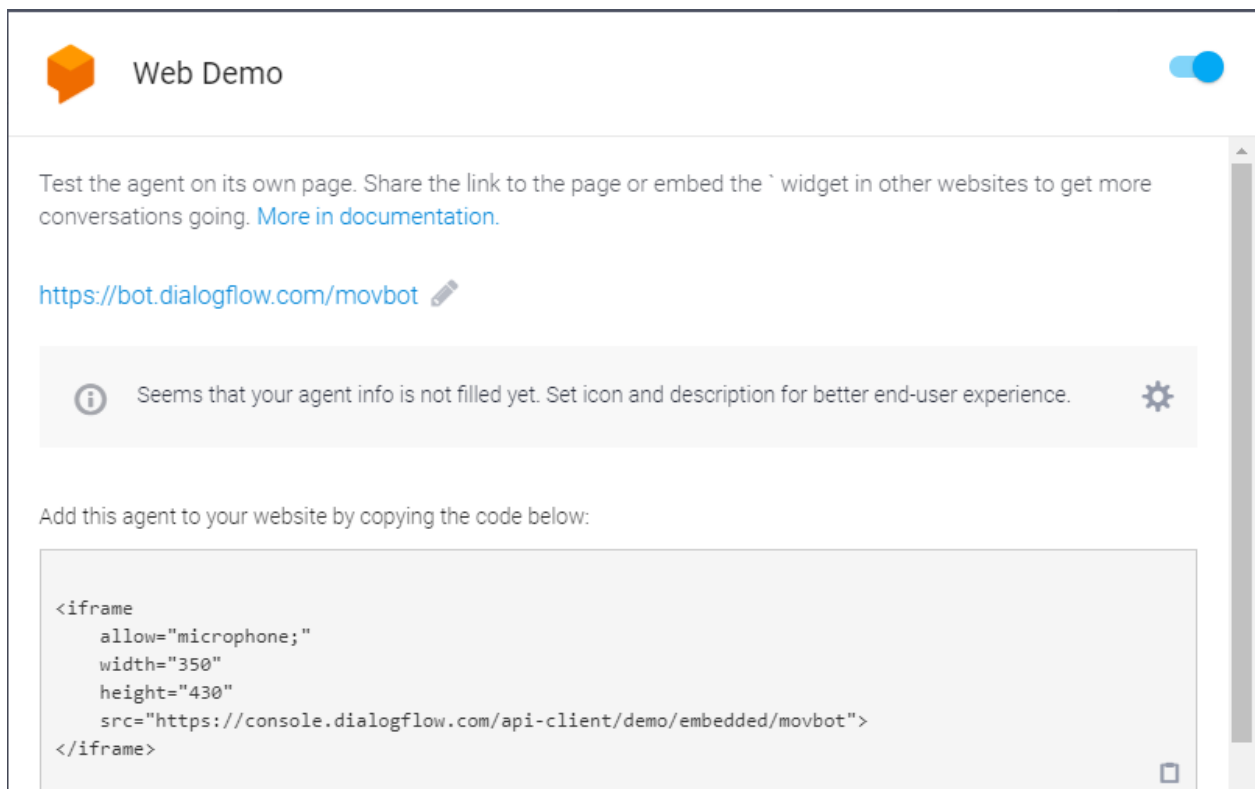 Web Demo
Test the agent on its own page. Share the link to the page or embed the ` widget in other websites to get more
conversations going. More in documentation.
https://bot.dialogflow.com/movbot
Seems that your agent info is not filled yet. Set icon and description for better end-user experience.
Add this agent to your website by copying the code below:
<iframe
    allow="microphone;"
    width="350"
    height="430"
    src="https://console.dialogflow.com/api-client/demo/embedded/movbot">
</iframe>